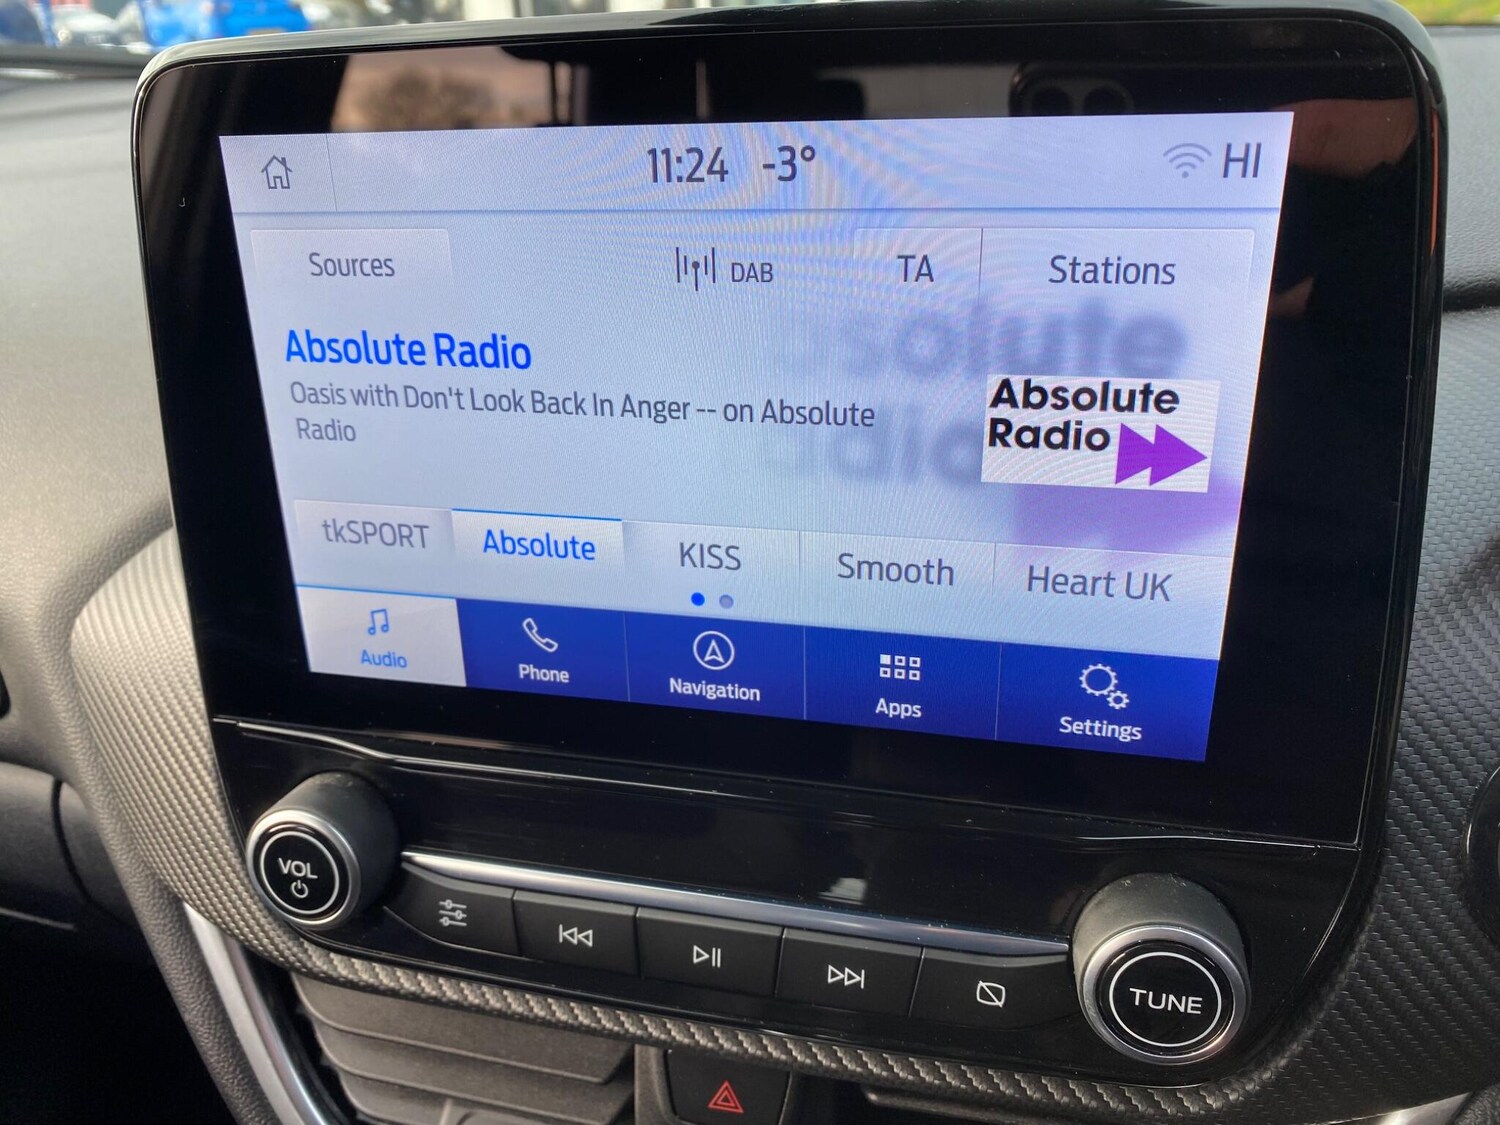 11:24 -3° HI
Sources DAB TA Stations
Absolute Radio
Oasis with Don't Look Back In Anger -- on Absolute
Radio
Absolute
Radio
tkSPORT Absolute KISS Smooth Heart UK
Audio Phone Navigation Apps Settings
VOL
TUNE